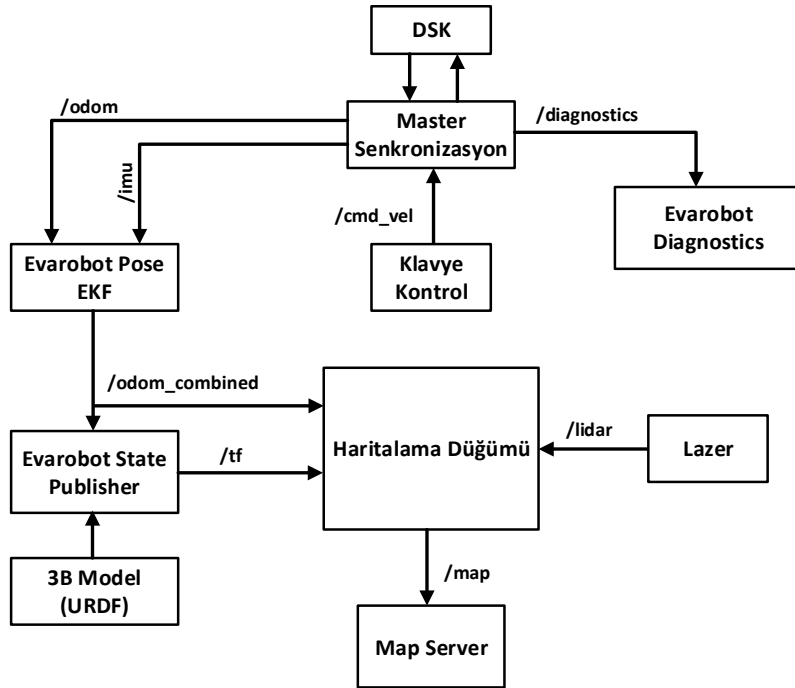 DSK
/odom
Master
Senkronizasyon
/diagnostics
/imu
/cmd_vel
Evarobot
Diagnostics
Evarobot Pose
EKF
Klavye
Kontrol
/odom_combined
Haritalama Düğümü
/lidar
Lazer
Evarobot State
Publisher
/tf
3B Model
(URDF)
/map
Map Server